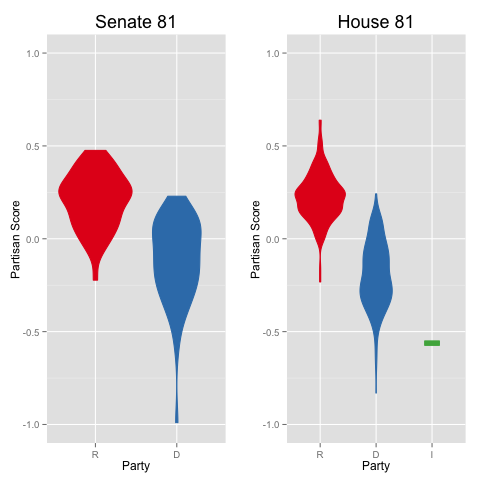 Senate 81
1.0
0.5
0.0
-0.5
-1.0
Partisan Score
R D
Party
House 81
1.0
0.5
0.0
-0.5
-1.0
Partisan Score
R D I
Party